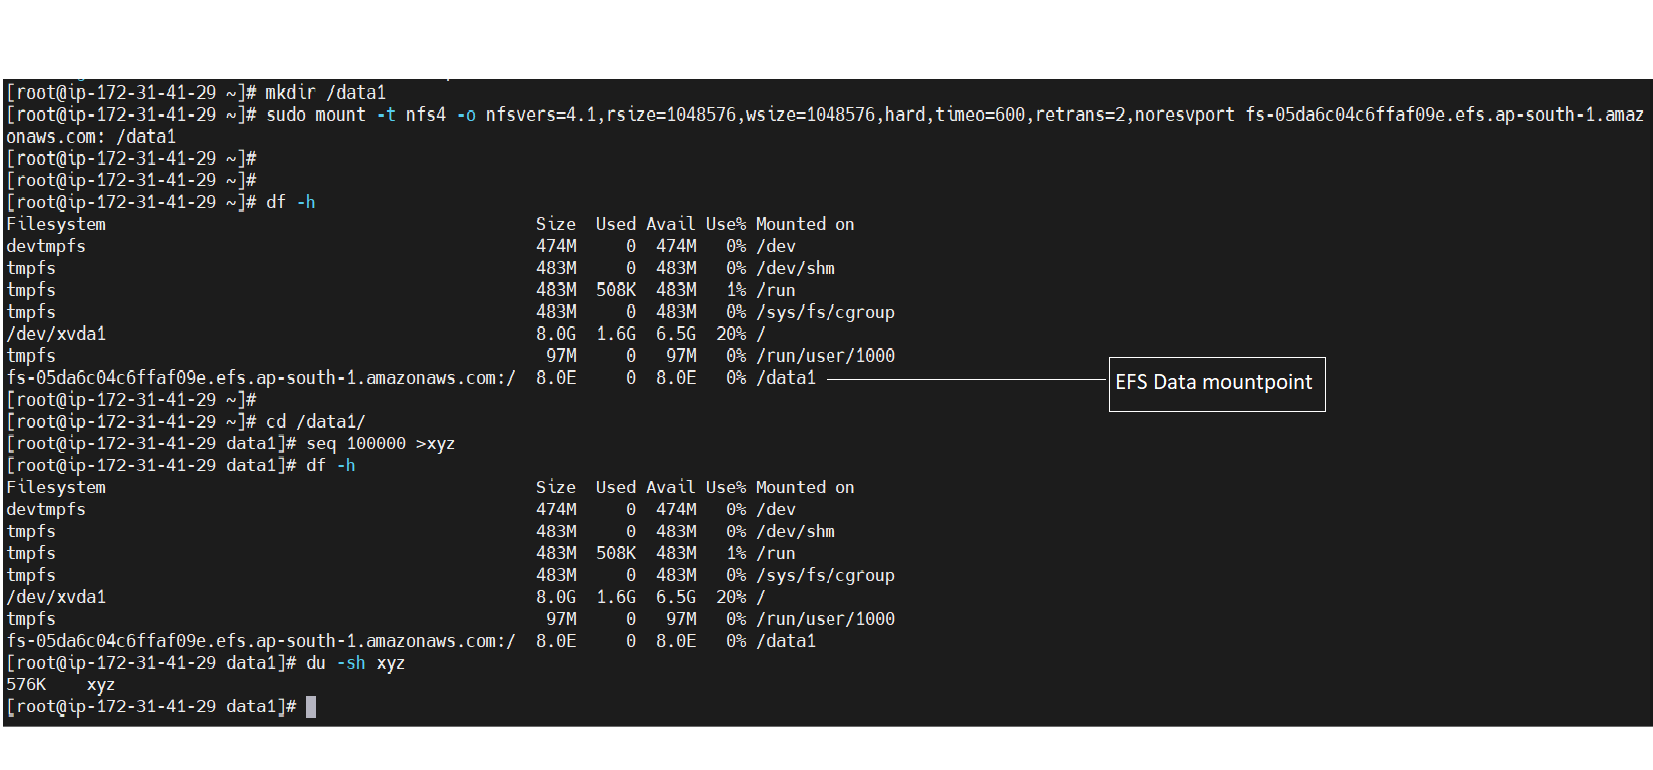 [root@ip-172-31-41-29 ~]# mkdir /data1
[root@ip-172-31-41-29 ~]# sudo mount -t nfs4 -o nfsvers=4.1,rsize=1048576,wsize=1048576,hard,timeo=600,retrans=2,noresvport fs-05da6c04c6ffaf09e.efs.ap-south-1.amaz
onaws.com: /data1
[root@ip-172-31-41-29 ~]#
[root@ip-172-31-41-29 ~]#
[root@ip-172-31-41-29 ~]# df -h
Filesystem Size Used Avail Use% Mounted on
devtmpfs 474M 0 474M 0% /dev
tmpfs 483M 0 483M 0% /dev/shm
tmpfs 483M 508K 483M 1% /run
tmpfs 483M 0 483M 0% /sys/fs/cgroup
/dev/xvda1 8.0G 1.6G 6.5G 20% /
tmpfs 97M 0 97M 0% /run/user/1000
fs-05da6c04c6ffaf09e.efs.ap-south-1.amazonaws.com:/ 8.0E 0 8.0E 0% /data1
EFS Data mountpoint
[root@ip-172-31-41-29 ~]#
[root@ip-172-31-41-29 ~]# cd /data1/
[root@ip-172-31-41-29 data1]# seq 100000 >xyz
[root@ip-172-31-41-29 data1]# df -h
Filesystem Size Used Avail Use% Mounted on
devtmpfs 474M 0 474M 0% /dev
tmpfs 483M 0 483M 0% /dev/shm
tmpfs 483M 508K 483M 1% /run
tmpfs 483M 0 483M 0% /sys/fs/cgroup
/dev/xvda1 8.0G 1.6G 6.5G 20% /
tmpfs 97M 0 97M 0% /run/user/1000
fs-05da6c04c6ffaf09e.efs.ap-south-1.amazonaws.com:/ 8.0E 0 8.0E 0% /data1
[root@ip-172-31-41-29 data1]# du -sh xyz
576K xyz
[root@ip-172-31-41-29 data1]#